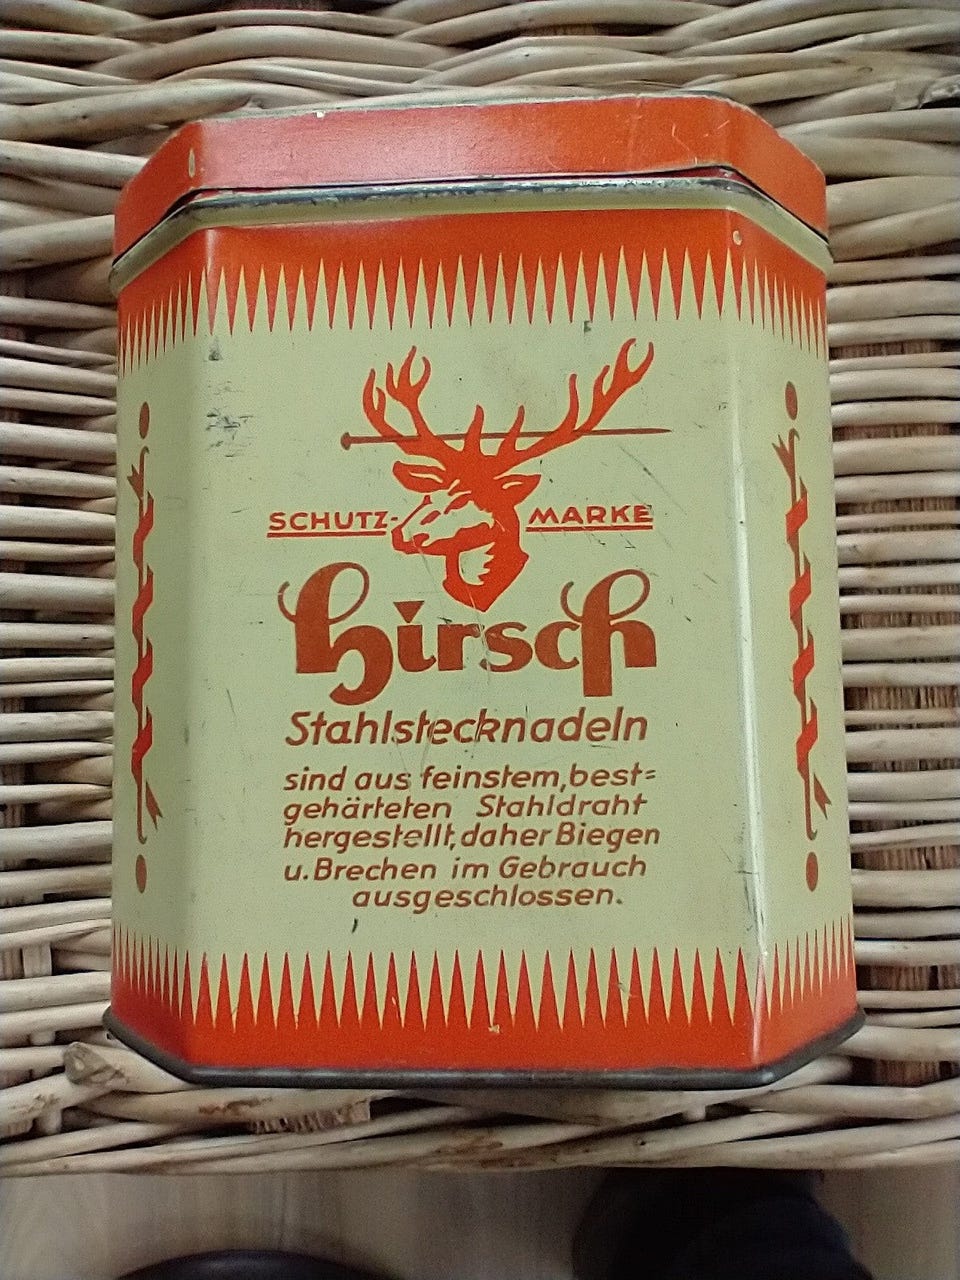 SCHUTZ- MARKE
Hirsch
Stahlstecknadeln
sind aus feinstem, best=
gehärteten Stahldraht
hergestellt, daher Biegen
u. Brechen im Gebrauch
ausgeschlossen.